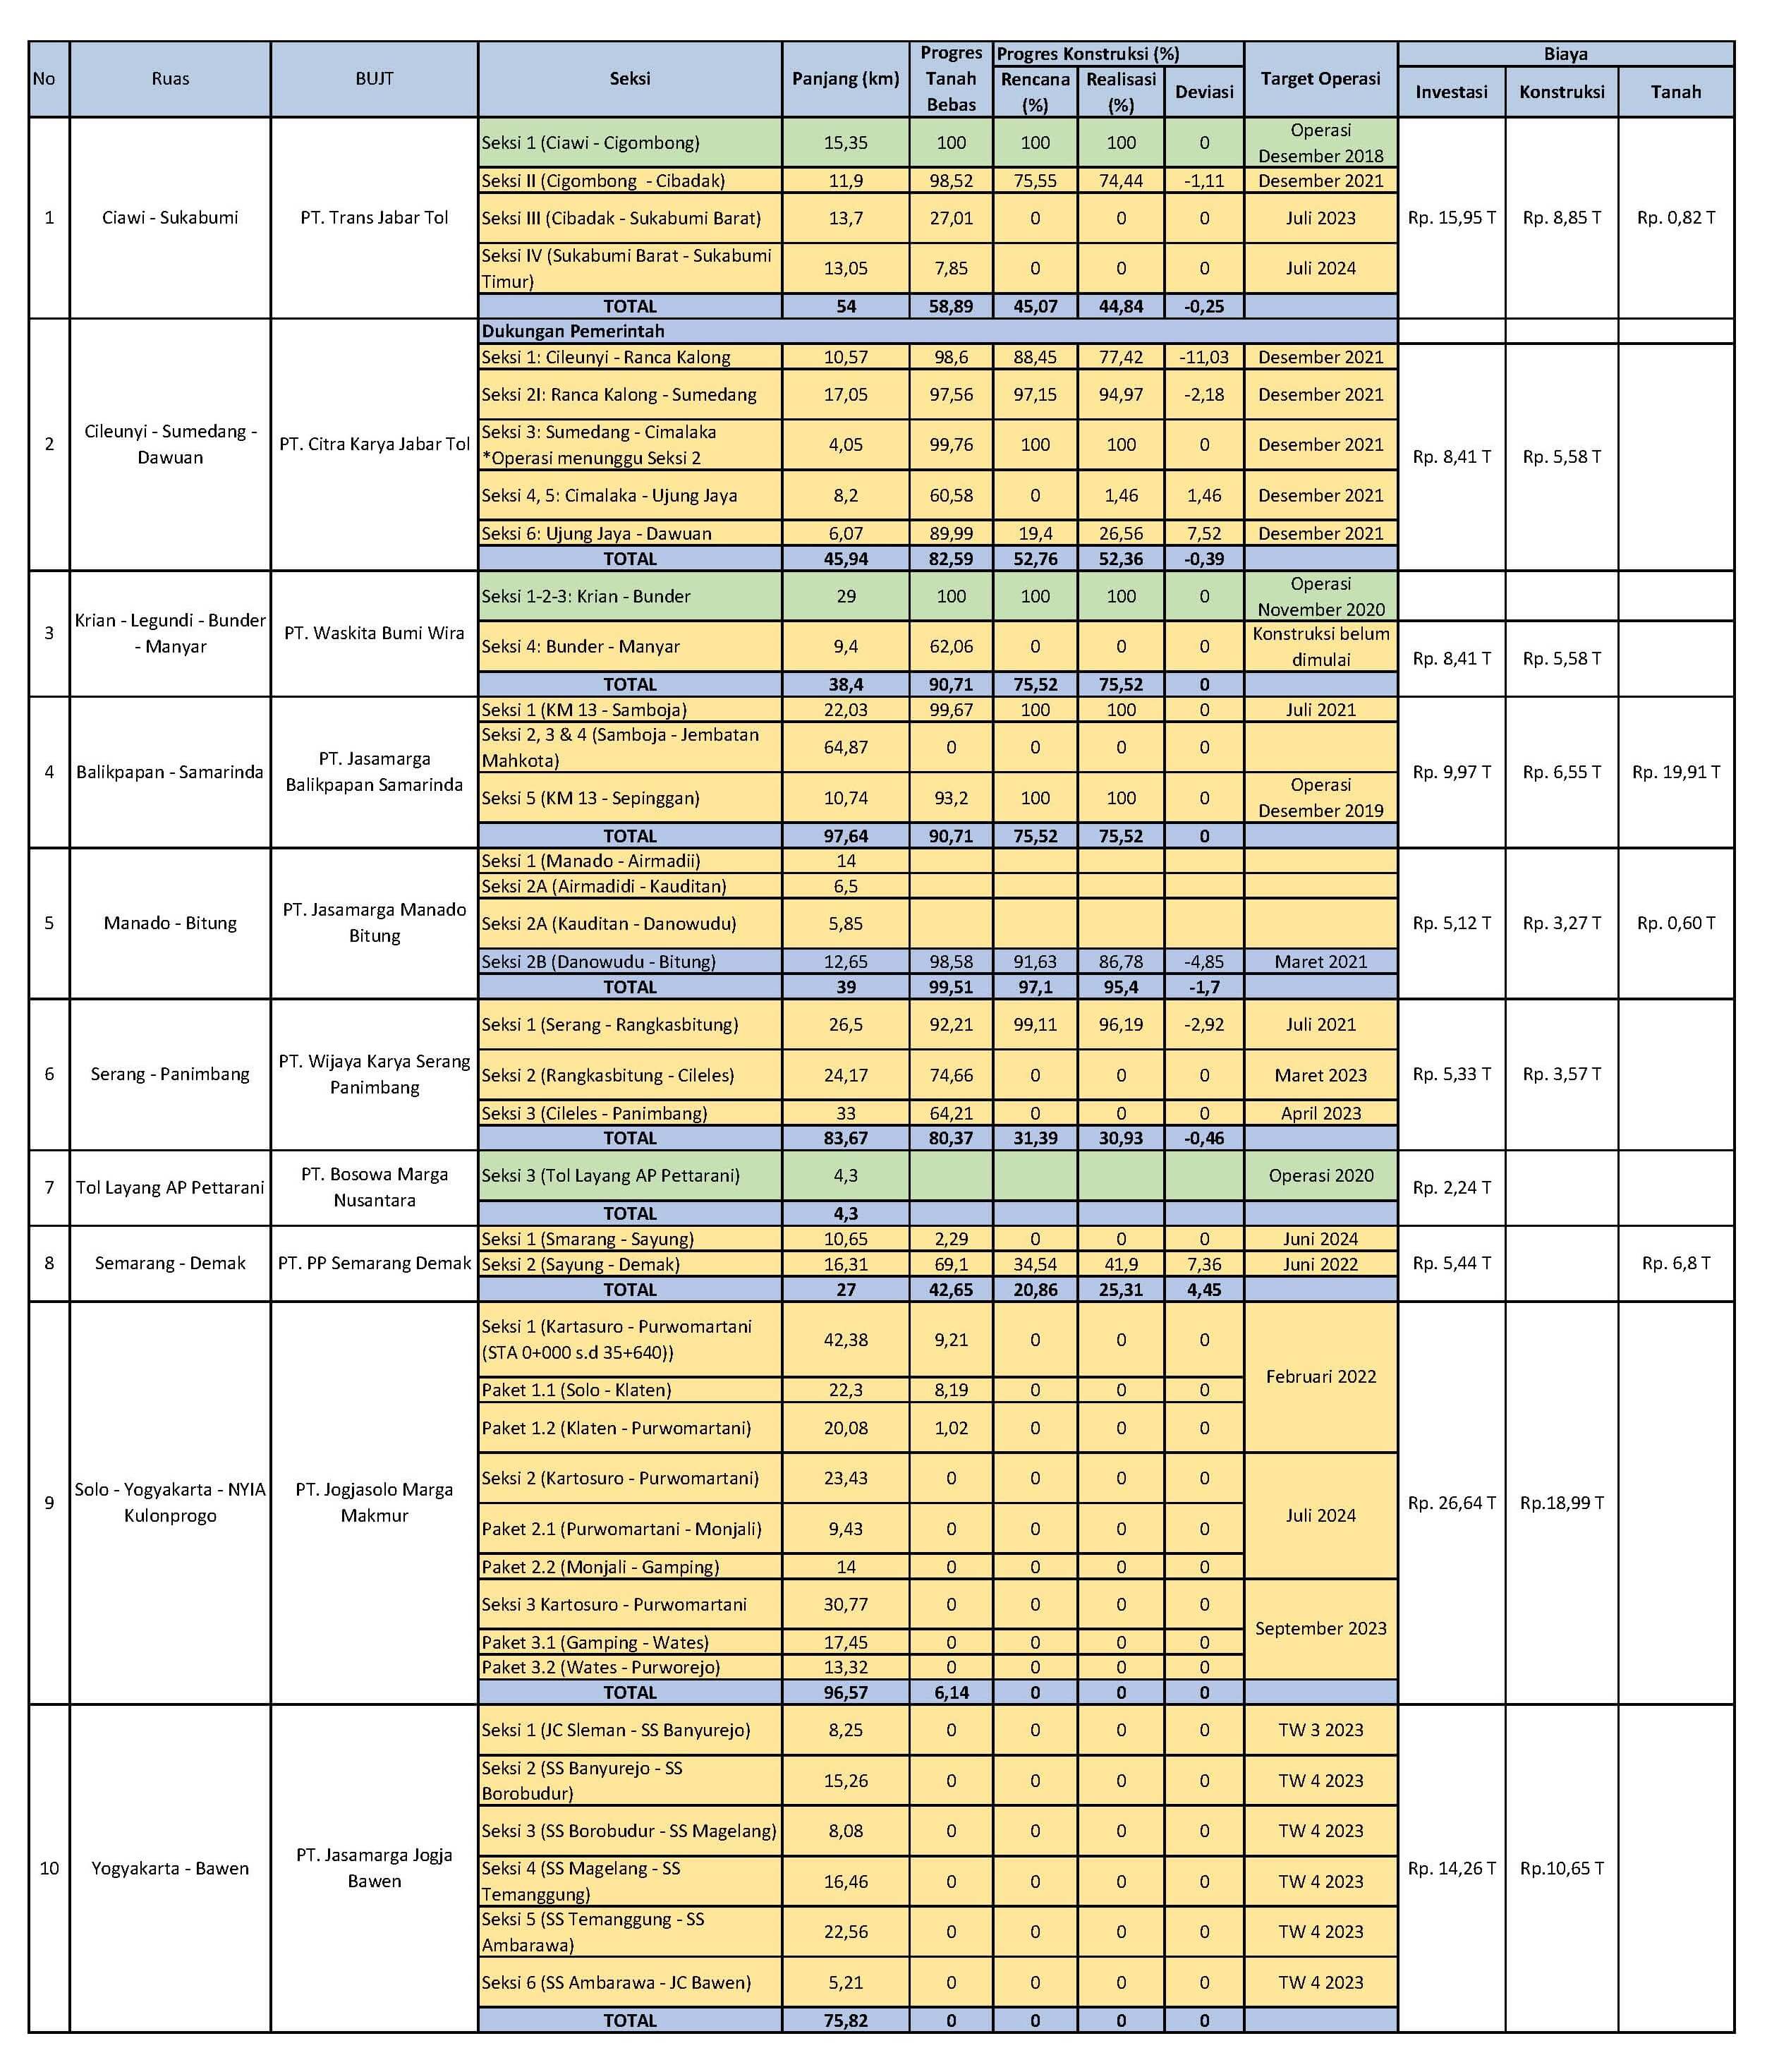 No Ruas BUJT Seksi Panjang (km) Progres Tanah Bebas Progres Konstruksi (%) Target Operasi Biaya
Rencana (%) Realisasi (%) Deviasi Investasi Konstruksi Tanah
1 Ciawi - Sukabumi PT. Trans Jabar Tol Rp. 15,95 T Rp. 8,85 T Rp. 0,82 T
Seksi 1 (Ciawi - Cigombong) 15,35 100 100 100 0 Operasi Desember 2018
Seksi II (Cigombong - Cibadak) 11,9 98,52 75,55 74,44 -1,11 Desember 2021
Seksi III (Cibadak - Sukabumi Barat) 13,7 27,01 0 0 0 Juli 2023
Seksi IV (Sukabumi Barat - Sukabumi Timur) 13,05 7,85 0 0 0 Juli 2024
TOTAL 54 58,89 45,07 44,84 -0,25
2 Cileunyi - Sumedang - Dawuan PT. Citra Karya Jabar Tol Rp. 8,41 T Rp. 5,58 T
Dukungan Pemerintah
Seksi 1: Cileunyi - Ranca Kalong 10,57 98,6 88,45 77,42 -11,03 Desember 2021
Seksi 2I: Ranca Kalong - Sumedang 17,05 97,56 97,15 94,97 -2,18 Desember 2021
Seksi 3: Sumedang - Cimalaka *Operasi menunggu Seksi 2 4,05 99,76 100 100 0 Desember 2021
Seksi 4, 5: Cimalaka - Ujung Jaya 8,2 60,58 0 1,46 1,46 Desember 2021
Seksi 6: Ujung Jaya - Dawuan 6,07 89,99 19,4 26,56 7,52 Desember 2021
TOTAL 45,94 82,59 52,76 52,36 -0,39
3 Krian - Legundi - Bunder - Manyar PT. Waskita Bumi Wira Rp. 8,41 T Rp. 5,58 T
Seksi 1-2-3: Krian - Bunder 29 100 100 100 0 Operasi November 2020
Seksi 4: Bunder - Manyar 9,4 62,06 0 0 0 Konstruksi belum dimulai
TOTAL 38,4 90,71 75,52 75,52 0
4 Balikpapan - Samarinda PT. Jasamarga Balikpapan Samarinda Rp. 9,97 T Rp. 6,55 T Rp. 19,91 T
Seksi 1 (KM 13 - Samboja) 22,03 99,67 100 100 0 Juli 2021
Seksi 2, 3 & 4 (Samboja - Jembatan Mahkota) 64,87 0 0 0 0
Seksi 5 (KM 13 - Sepinggan) 10,74 93,2 100 100 0 Operasi Desember 2019
TOTAL 97,64 90,71 75,52 75,52 0
5 Manado - Bitung PT. Jasamarga Manado Bitung Rp. 5,12 T Rp. 3,27 T Rp. 0,60 T
Seksi 1 (Manado - Airmadii) 14
Seksi 2A (Airmadidi - Kauditan) 6,5
Seksi 2A (Kauditan - Danowudu) 5,85
Seksi 2B (Danowudu - Bitung) 12,65 98,58 91,63 86,78 -4,85 Maret 2021
TOTAL 39 99,51 97,1 95,4 -1,7
6 Serang - Panimbang PT. Wijaya Karya Serang Panimbang Rp. 5,33 T Rp. 3,57 T
Seksi 1 (Serang - Rangkasbitung) 26,5 92,21 99,11 96,19 -2,92 Juli 2021
Seksi 2 (Rangkasbitung - Cileles) 24,17 74,66 0 0 0 Maret 2023
Seksi 3 (Cileles - Panimbang) 33 64,21 0 0 0 April 2023
TOTAL 83,67 80,37 31,39 30,93 -0,46
7 Tol Layang AP Pettarani PT. Bosowa Marga Nusantara Rp. 2,24 T
Seksi 3 (Tol Layang AP Pettarani) 4,3 Operasi 2020
TOTAL 4,3
8 Semarang - Demak PT. PP Semarang Demak Rp. 5,44 T Rp. 6,8 T
Seksi 1 (Smarang - Sayung) 10,65 2,29 0 0 0 Juni 2024
Seksi 2 (Sayung - Demak) 16,31 69,1 34,54 41,9 7,36 Juni 2022
TOTAL 27 42,65 20,86 25,31 4,45
9 Solo - Yogyakarta - NYIA Kulonprogo PT. Jogjasolo Marga Makmur Rp. 26,64 T Rp.18,99 T
Seksi 1 (Kartasuro - Purwomartani (STA 0+000 s.d 35+640)) 42,38 9,21 0 0 0 Februari 2022
Paket 1.1 (Solo - Klaten) 22,3 8,19 0 0 0
Paket 1.2 (Klaten - Purwomartani) 20,08 1,02 0 0 0
Seksi 2 (Kartosuro - Purwomartani) 23,43 0 0 0 0 Juli 2024
Paket 2.1 (Purwomartani - Monjali) 9,43 0 0 0 0
Paket 2.2 (Monjali - Gamping) 14 0 0 0 0
Seksi 3 Kartosuro - Purwomartani 30,77 0 0 0 0 September 2023
Paket 3.1 (Gamping - Wates) 17,45 0 0 0 0
Paket 3.2 (Wates - Purworejo) 13,32 0 0 0 0
TOTAL 96,57 6,14 0 0 0
10 Yogyakarta - Bawen PT. Jasamarga Jogja Bawen Rp. 14,26 T Rp.10,65 T
Seksi 1 (JC Sleman - SS Banyurejo) 8,25 0 0 0 0 TW 3 2023
Seksi 2 (SS Banyurejo - SS Borobudur) 15,26 0 0 0 0 TW 4 2023
Seksi 3 (SS Borobudur - SS Magelang) 8,08 0 0 0 0 TW 4 2023
Seksi 4 (SS Magelang - SS Temanggung) 16,46 0 0 0 0 TW 4 2023
Seksi 5 (SS Temanggung - SS Ambarawa) 22,56 0 0 0 0 TW 4 2023
Seksi 6 (SS Ambarawa - JC Bawen) 5,21 0 0 0 0 TW 4 2023
TOTAL 75,82 0 0 0 0